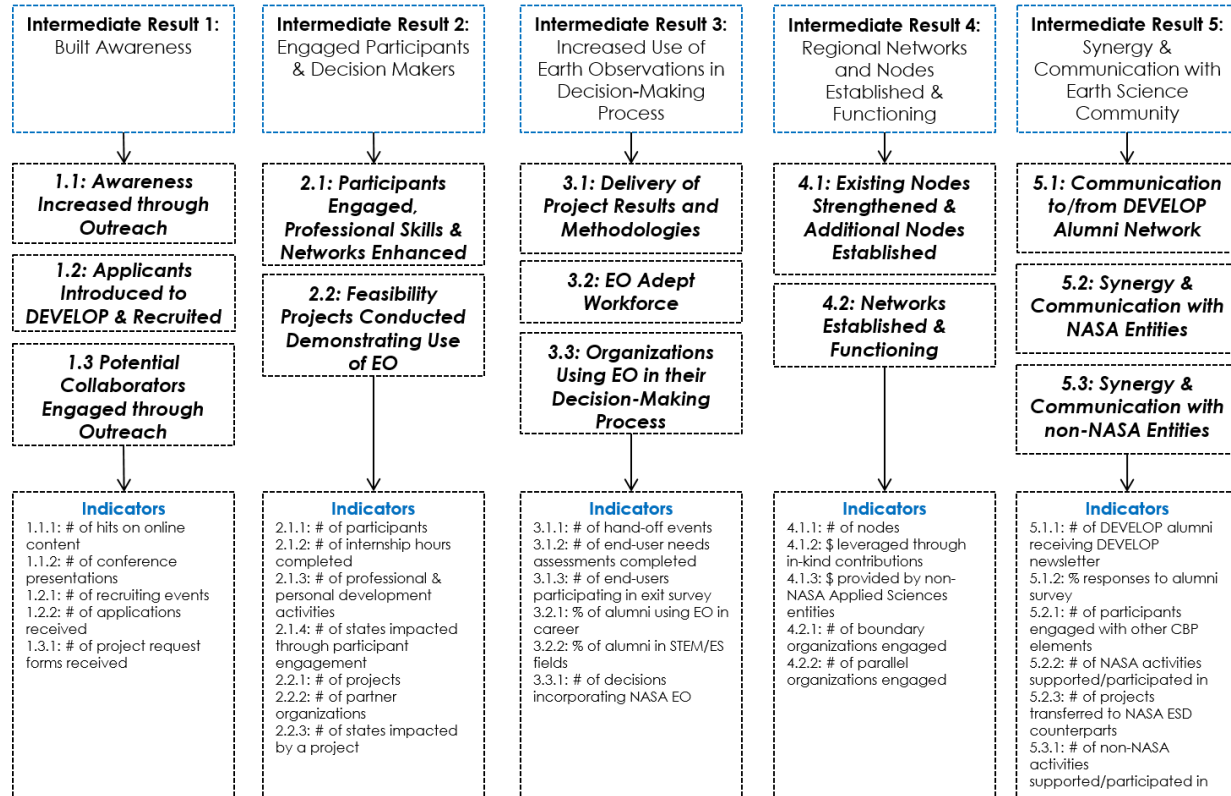 Intermediate Result 1:
Built Awareness
Intermediate Result 2:
Engaged Participants
& Decision Makers
Intermediate Result 3:
Increased Use of
Earth Observations in
Decision-Making
Process
Intermediate Result 4:
Regional Networks
and Nodes
Established &
Functioning
Intermediate Result 5:
Synergy &
Communication with
Earth Science
Community
1.1: Awareness
Increased through
Outreach
1.2: Applicants
Introduced to
DEVELOP & Recruited
1.3 Potential
Collaborators
Engaged through
Outreach
2.1: Participants
Engaged,
Professional Skills &
Networks Enhanced
2.2: Feasibility
Projects Conducted
Demonstrating Use
of EO
3.1: Delivery of
Project Results and
Methodologies
3.2: EO Adept
Workforce
3.3: Organizations
Using EO in their
Decision-Making
Process
4.1: Existing Nodes
Strengthened &
Additional Nodes
Established
4.2: Networks
Established &
Functioning
5.1: Communication
to/from DEVELOP
Alumni Network
5.2: Synergy &
Communication with
NASA Entities
5.3: Synergy &
Communication with
non-NASA Entities
Indicators
1.1.1: # of hits on online
content
1.1.2: # of conference
presentations
1.2.1: # of recruiting events
1.2.2: # of applications
received
1.3.1: # of project request
forms received
Indicators
2.1.1: # of participants
2.1.2: # of internship hours
completed
2.1.3: # of professional &
personal development
activities
2.1.4: # of states impacted
through participant
engagement
2.2.1: # of projects
2.2.2: # of partner
organizations
2.2.3: # of states impacted
by a project
Indicators
3.1.1: # of hand-off events
3.1.2: # of end-user needs
assessments completed
3.1.3: # of end-users
participating in exit survey
3.2.1: % of alumni using EO in
career
3.2.2: % of alumni in STEM/ES
fields
3.3.1: # of decisions
incorporating NASA EO
Indicators
4.1.1: # of nodes
4.1.2: $ leveraged through
in-kind contributions
4.1.3: $ provided by non-
NASA Applied Sciences
entities
4.2.1: # of boundary
organizations engaged
4.2.2: # of parallel
organizations engaged
Indicators
5.1.1: # of DEVELOP alumni
receiving DEVELOP
newsletter
5.1.2: % responses to alumni
survey
5.2.1: # of participants
engaged with other CBP
elements
5.2.2: # of NASA activities
supported/participated in
5.2.3: # of projects
transferred to NASA ESD
counterparts
5.3.1: # of non-NASA
activities
supported/participated in